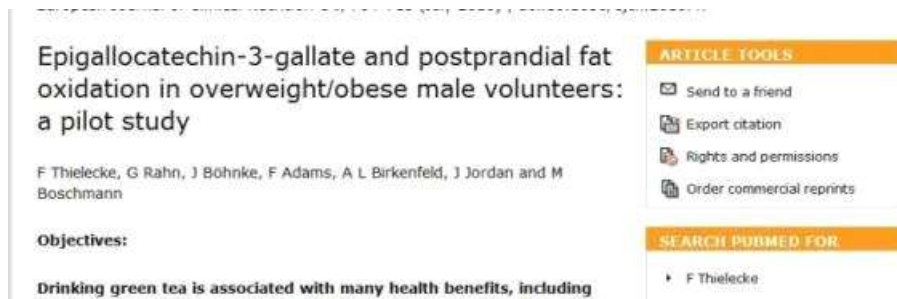 Epigallocatechin-3-gallate and postprandial fat
oxidation in overweight/obese male volunteers:
a pilot study
F Thielecke, G Rahn, J Böhnke, F Adams, A L Birkenfeld, J Jordan and M
Boschmann
Objectives:
Drinking green tea is associated with many health benefits, including
ARTICLE TOOLS
Send to a friend
Export citation
Rights and permissions
Order commercial reprints
SEARCH PUBMED FOR
F Thielecke